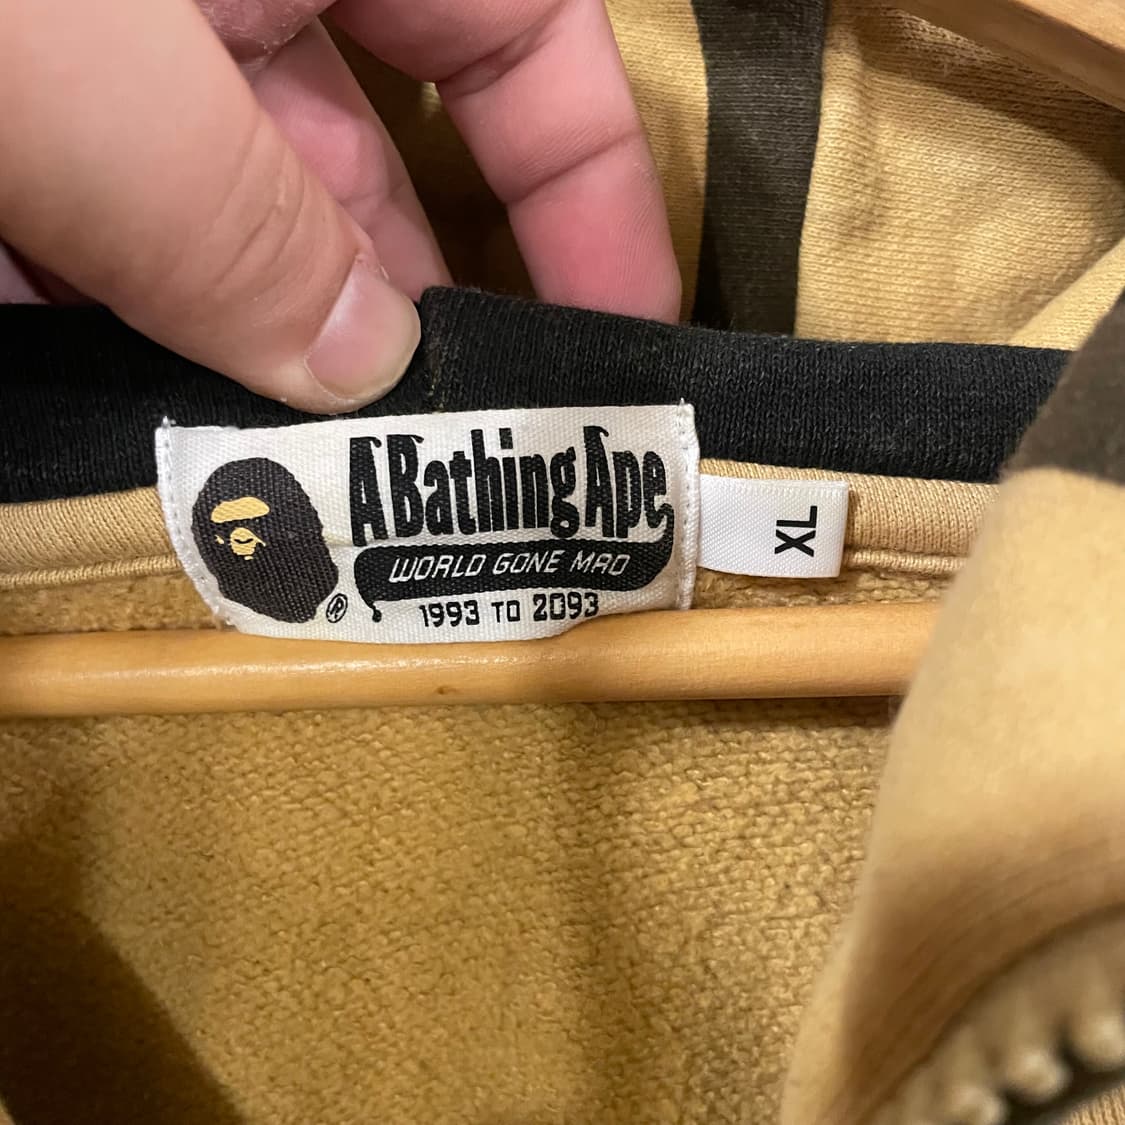 A Bathing Ape
WORLD GONE MAD
1993 TO 2093
®
XL